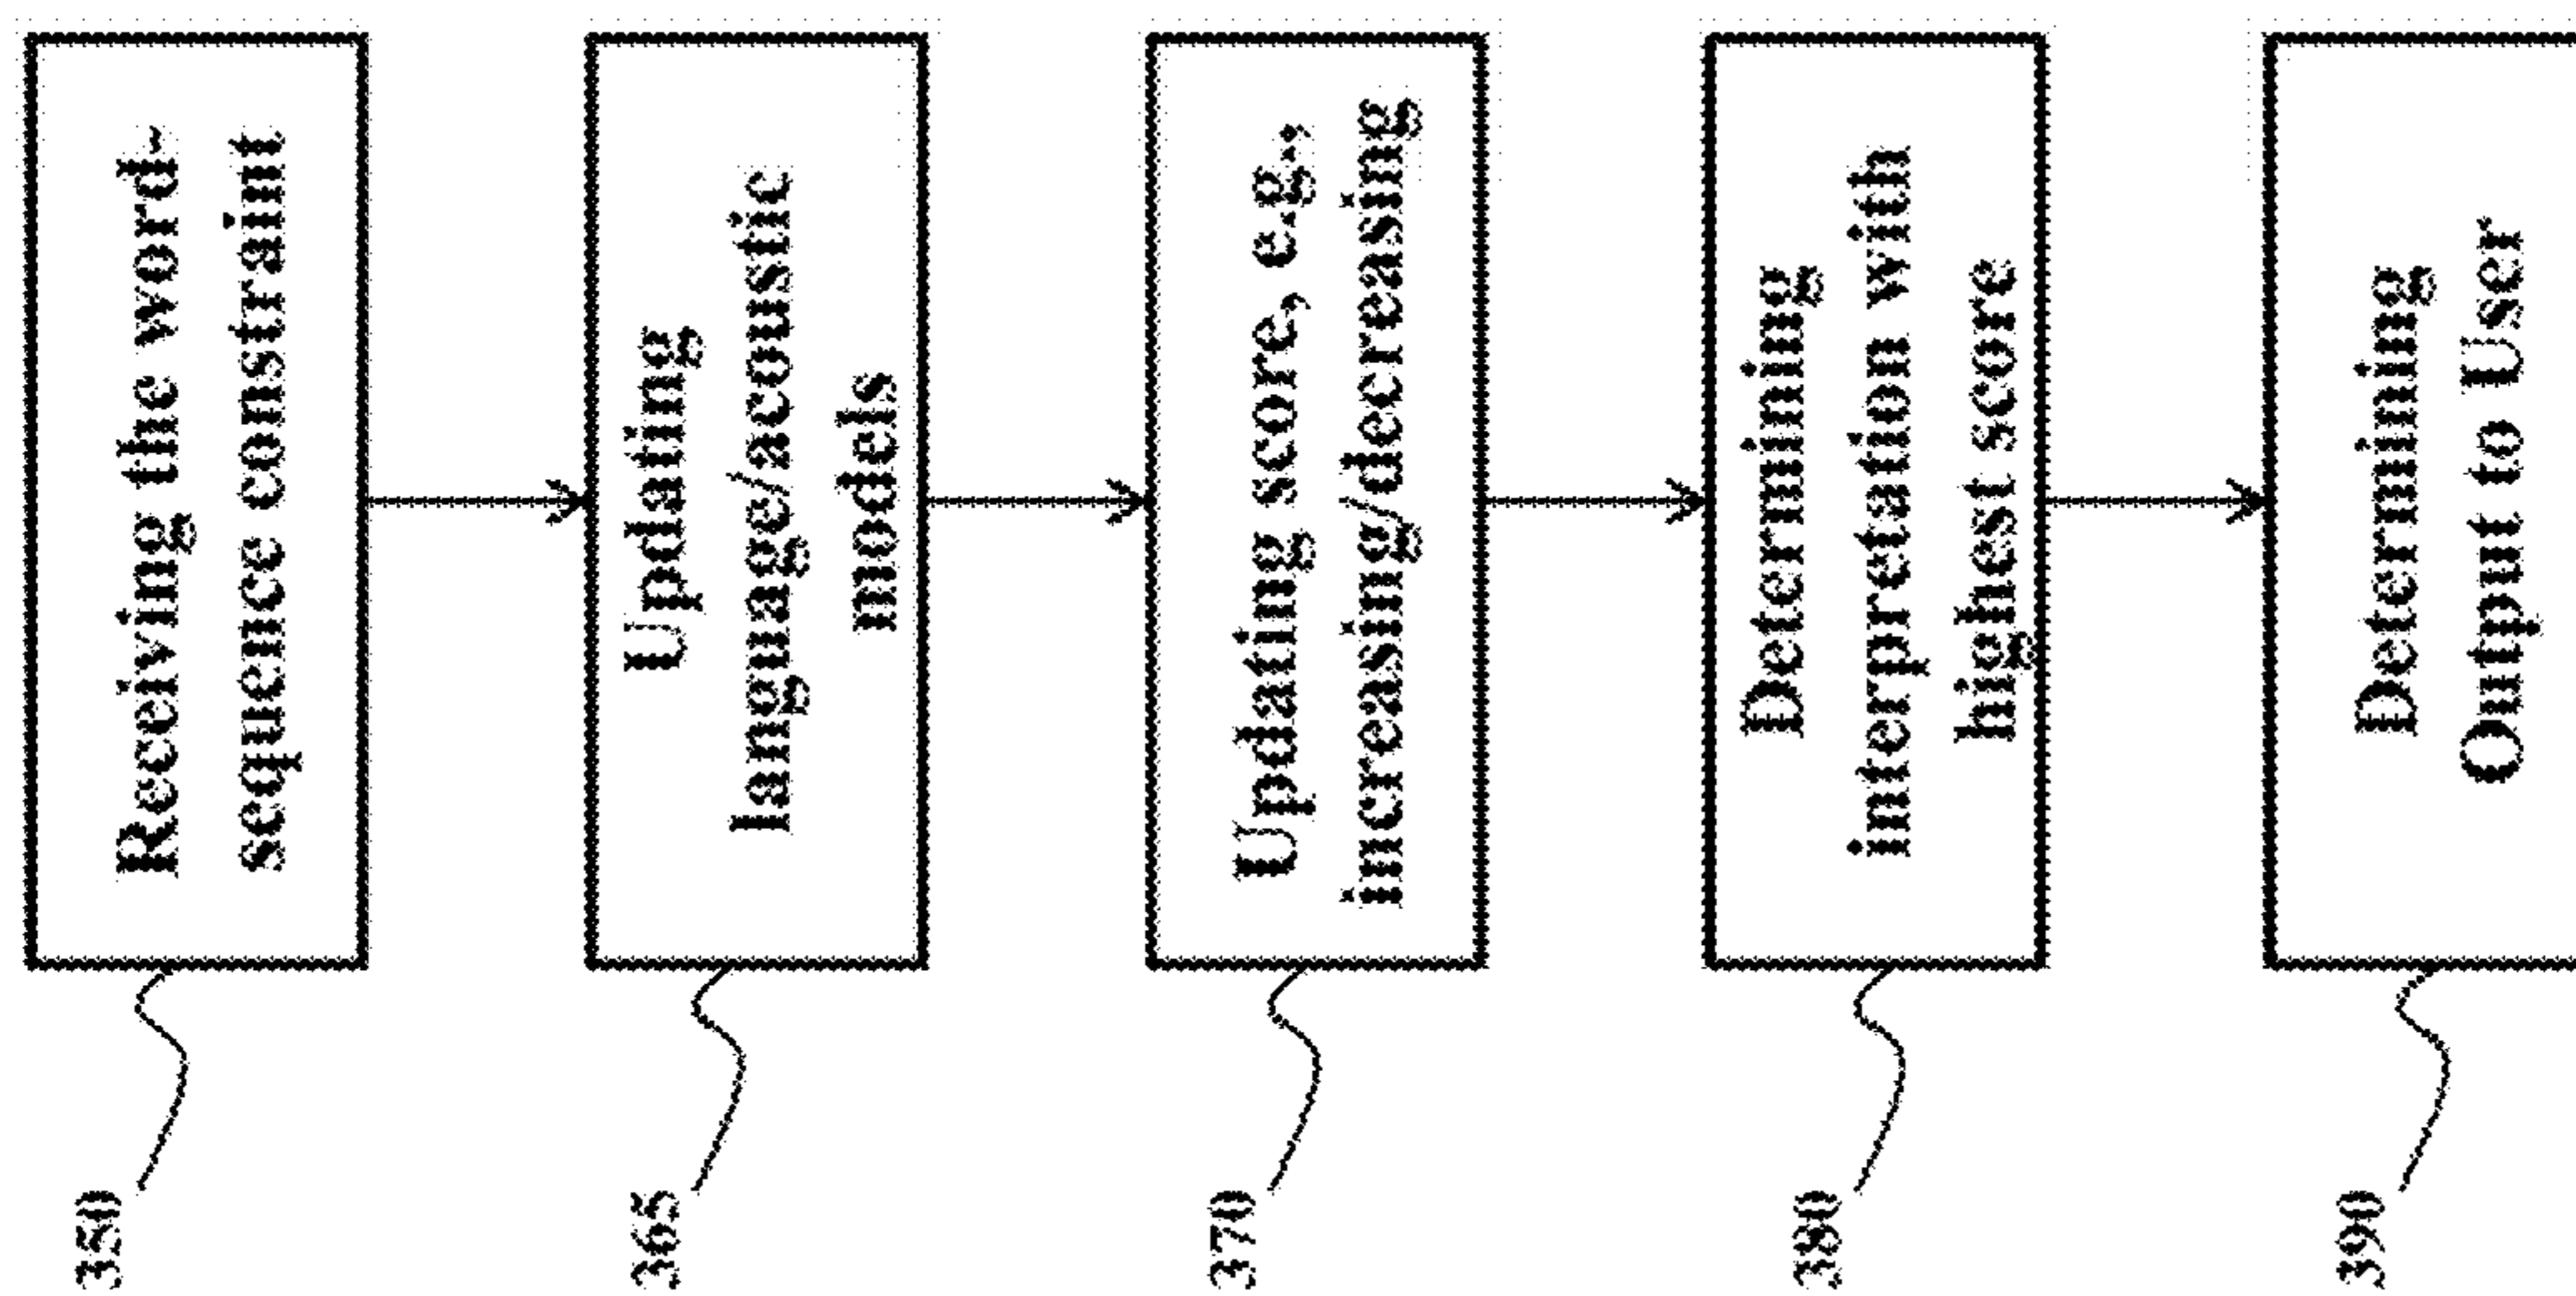 350
Receiving the word-
sequence constraint
365
Updating
language/acoustic
models
370
Updating score, e.g.,
increasing/decreasing
380
Determining
interpretation with
highest score
390
Determining
Output to User